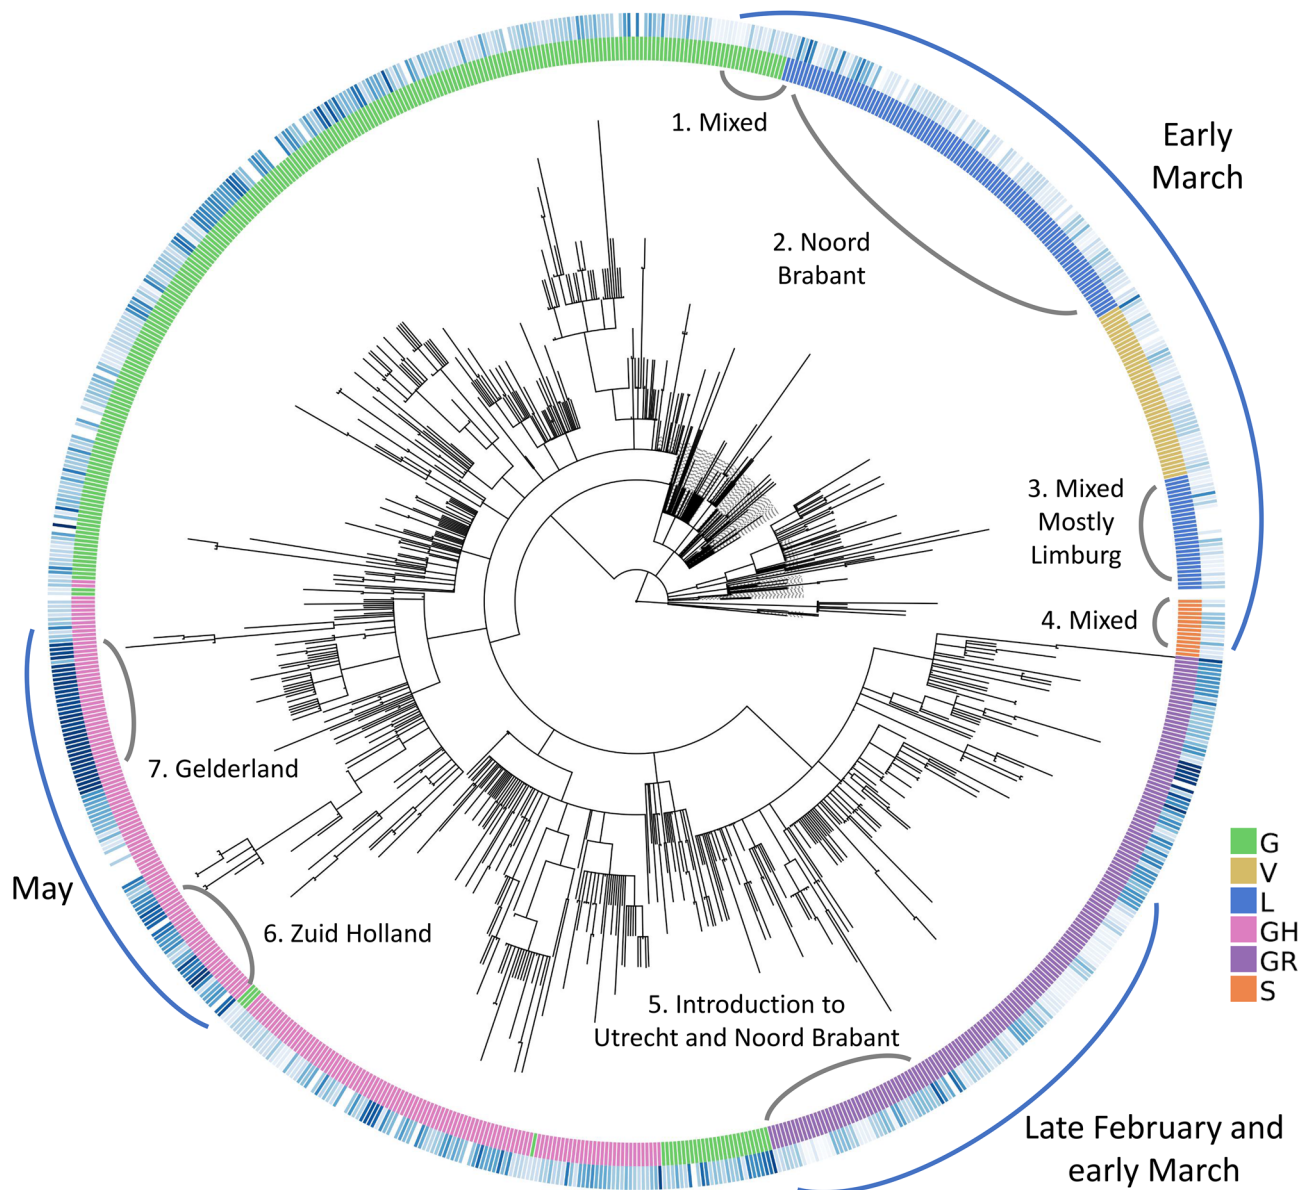 Early
March
1. Mixed
2. Noord
Brabant
3. Mixed
Mostly
Limburg
4. Mixed
7. Gelderland
May
6. Zuid Holland
5. Introduction to
Utrecht and Noord Brabant
Late February and
early March
G
V
L
GH
GR
S